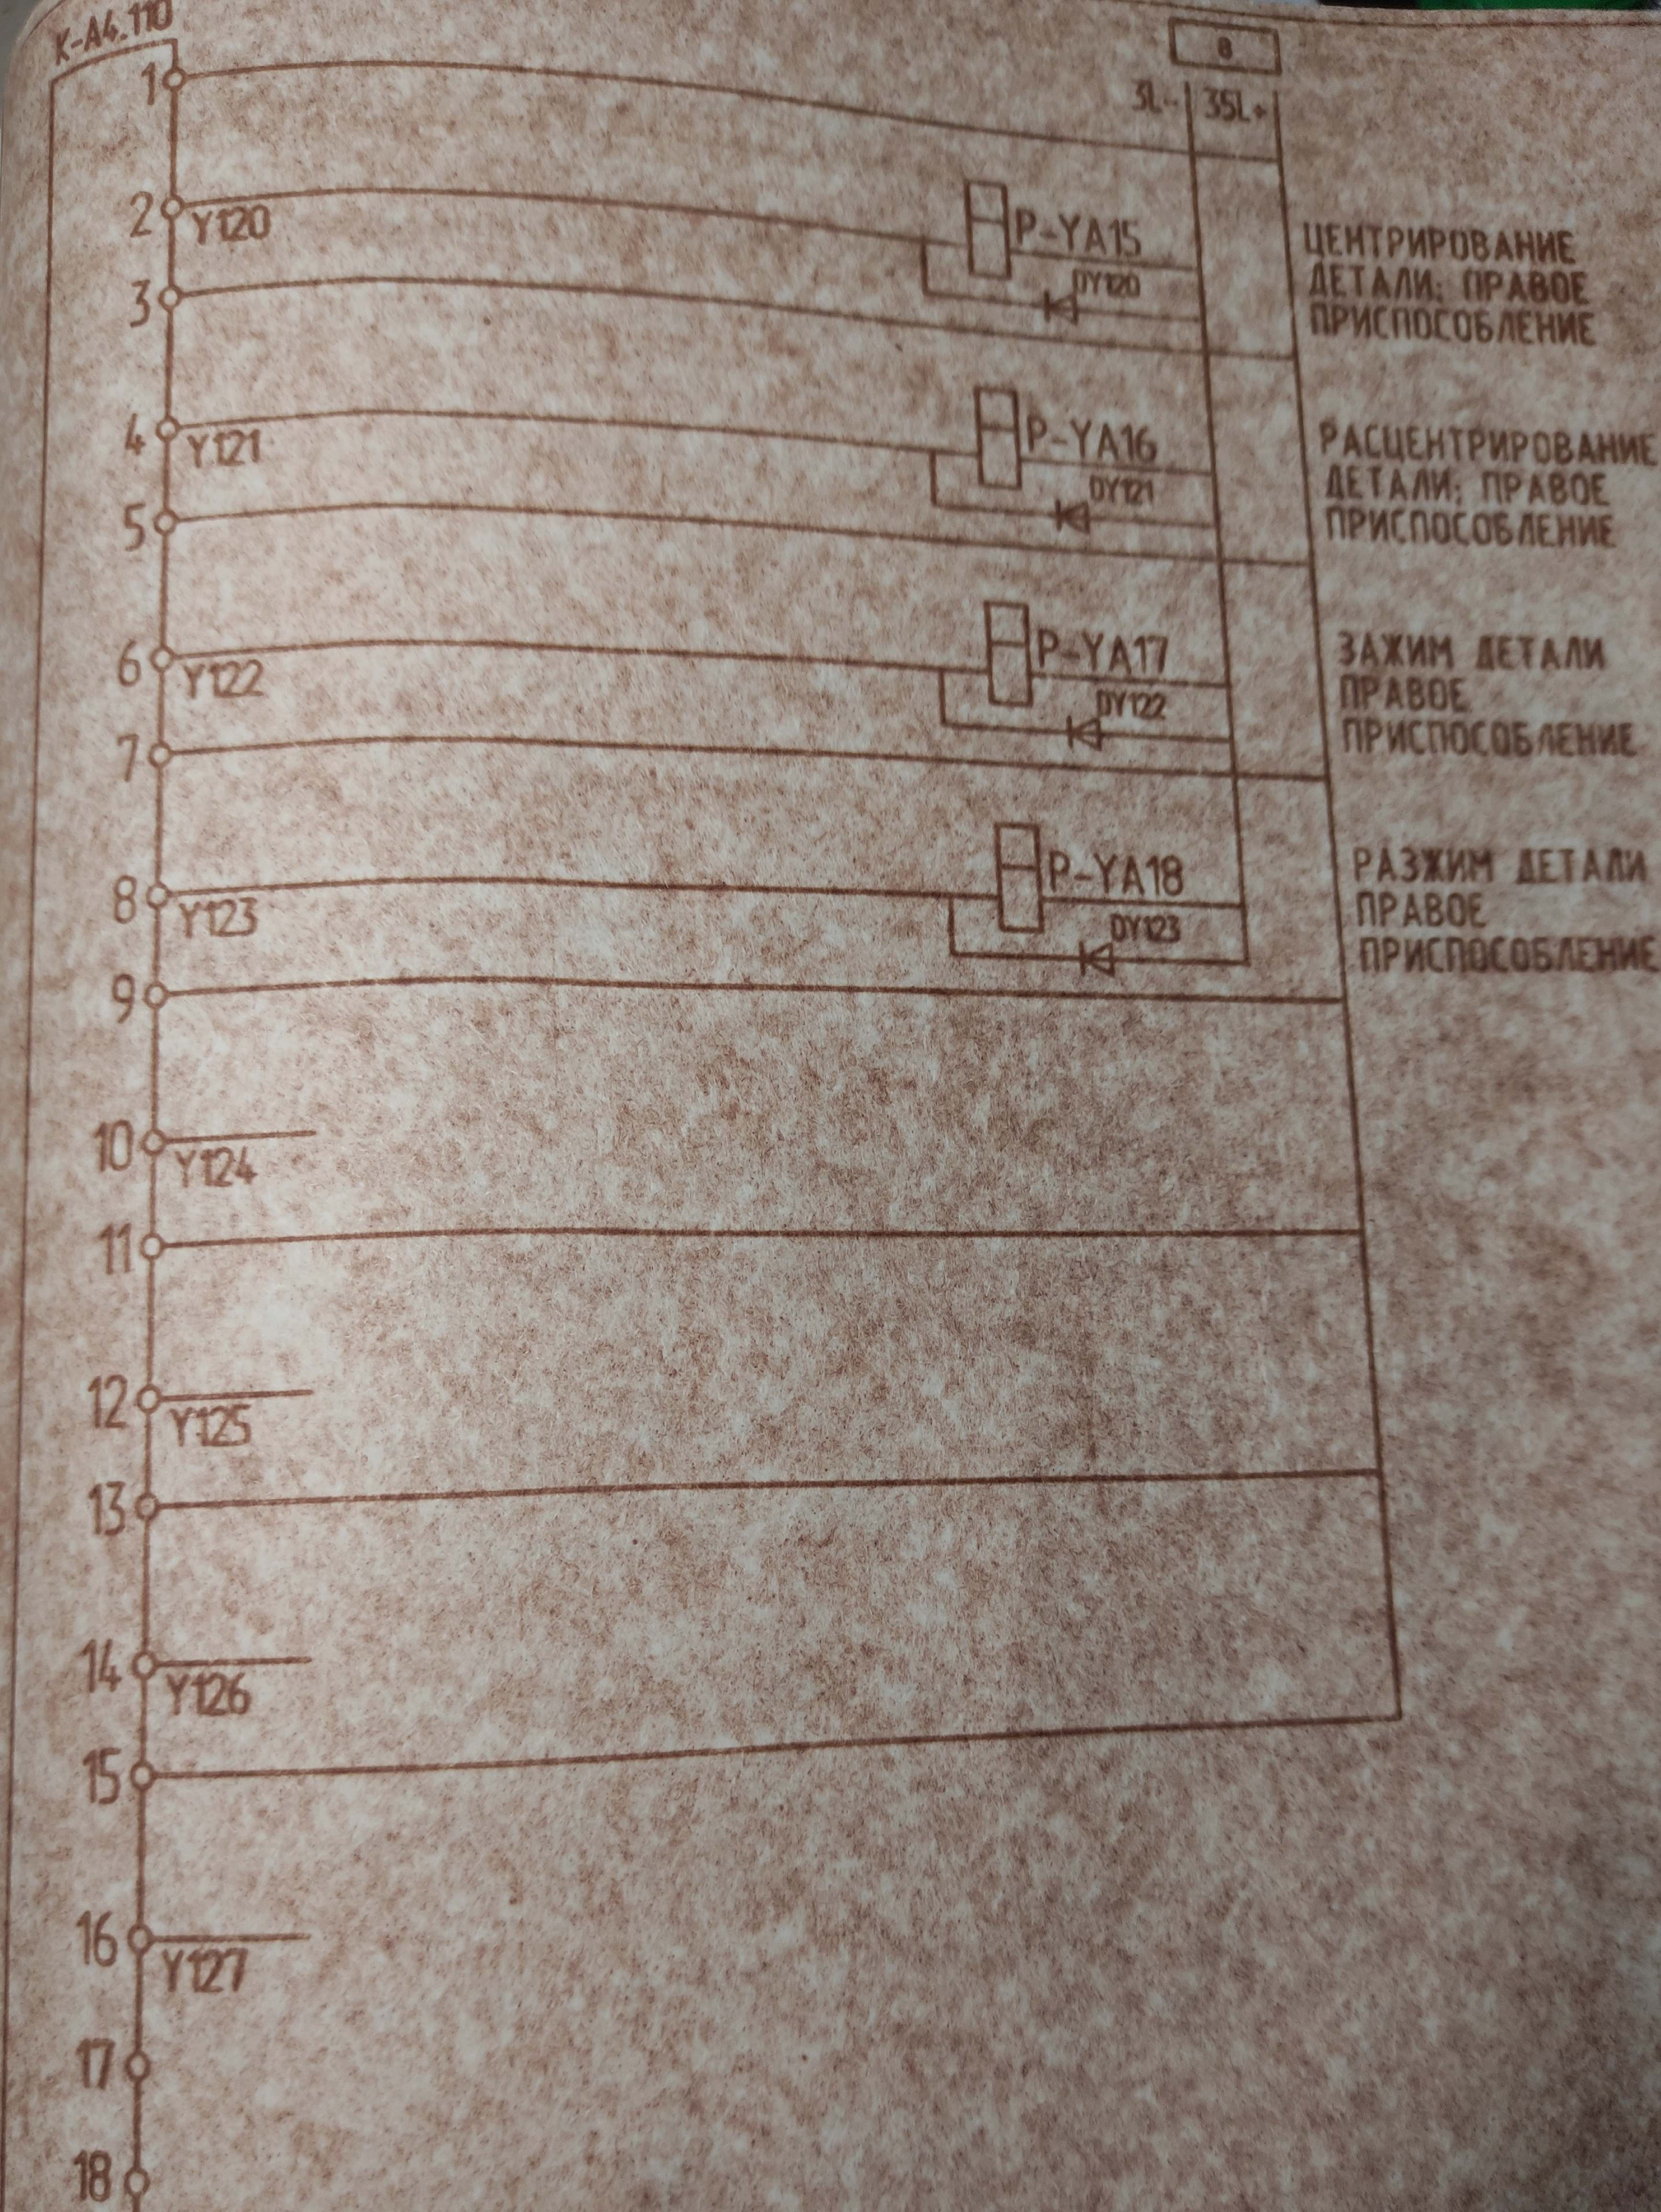 K-A4.110
8
3L- 35L+
1
2 Y120 P-YA15
DY120
ЦЕНТРИРОВАНИЕ
ДЕТАЛИ; ПРАВОЕ
ПРИСПОСОБЛЕНИЕ
3
4 Y121 P-YA16
DY121
РАСЦЕНТРИРОВАНИЕ
ДЕТАЛИ; ПРАВОЕ
ПРИСПОСОБЛЕНИЕ
5
6 Y122 P-YA17
DY122
ЗАЖИМ ДЕТАЛИ
ПРАВОЕ
ПРИСПОСОБЛЕНИЕ
7
8 Y123 P-YA18
DY123
РАЗЖИМ ДЕТАЛИ
ПРАВОЕ
ПРИСПОСОБЛЕНИЕ
9
10 Y124
11
12 Y125
13
14 Y126
15
16 Y127
17
18